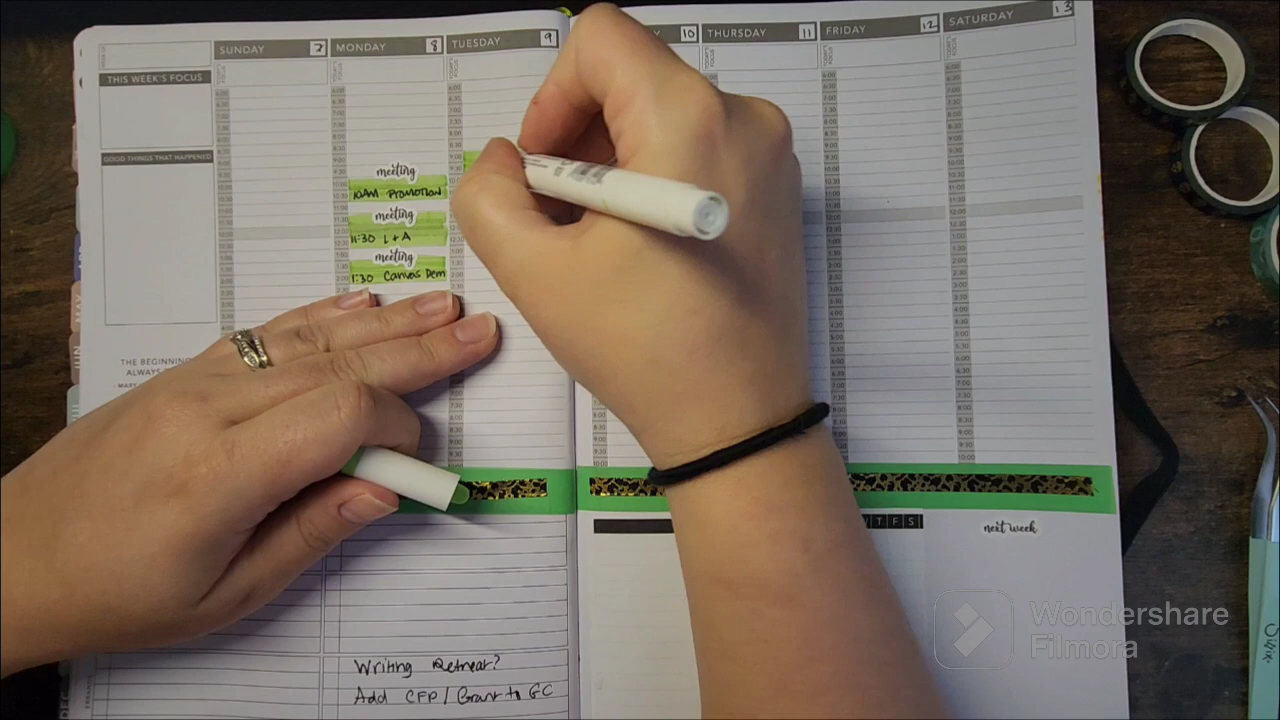 SUNDAY 7
MONDAY 8
TUESDAY 9
10
THURSDAY 11
FRIDAY 12
SATURDAY 13
THIS WEEK'S FOCUS
GOOD THINGS THAT HAPPENED
meeting
10AM PROMOTION
meeting
11:30 L + A
meeting
1:30 Canvas Dem
THE BEGINNIN
ALWAYS
next week
T F S
Writing Retreat?
Add CFP / Grant to GC
Wondershare
Filmora